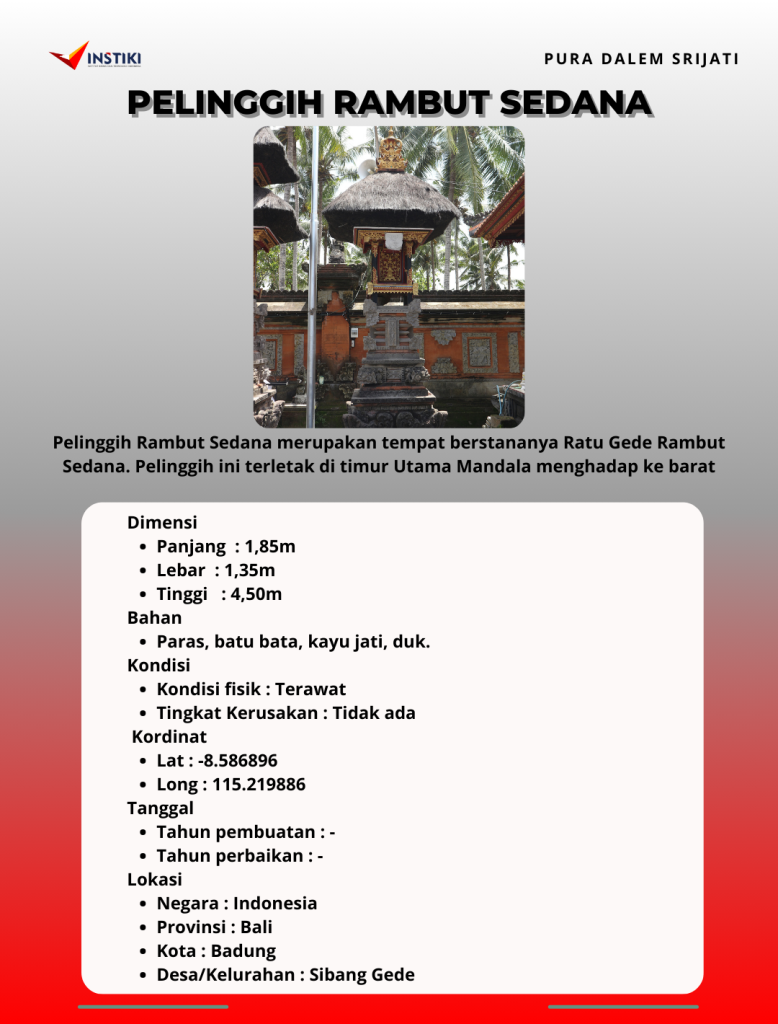 INSTIKI
PURA DALEM SRIJATI
PELINGGIH RAMBUT SEDANA
Pelinggih Rambut Sedana merupakan tempat berstananya Ratu Gede Rambut
Sedana. Pelinggih ini terletak di timur Utama Mandala menghadap ke barat
Dimensi
• Panjang : 1,85m
• Lebar : 1,35m
• Tinggi : 4,50m
Bahan
• Paras, batu bata, kayu jati, duk.
Kondisi
• Kondisi fisik : Terawat
• Tingkat Kerusakan : Tidak ada
Kordinat
• Lat : -8.586896
• Long : 115.219886
Tanggal
• Tahun pembuatan : -
• Tahun perbaikan : -
Lokasi
• Negara : Indonesia
• Provinsi : Bali
• Kota : Badung
• Desa/Kelurahan : Sibang Gede